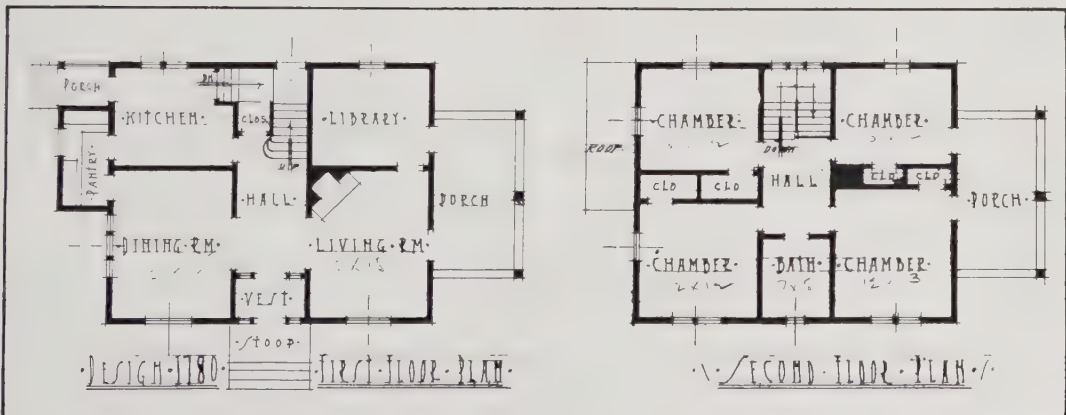 PORCH
KITCHEN
DN
CLOS
LIBRARY
UP
PANTRY
HALL
PORCH
DINING·RM
LIVING·RM
VEST
STOOP
DESIGN·1780
FIRST·FLOOR·PLAN
CHAMBER
CHAMBER
ROOF
DOWN
CLO
CLO
HALL
CLO
CLO
PORCH
CHAMBER
BATH
CHAMBER
SECOND·FLOOR·PLAN